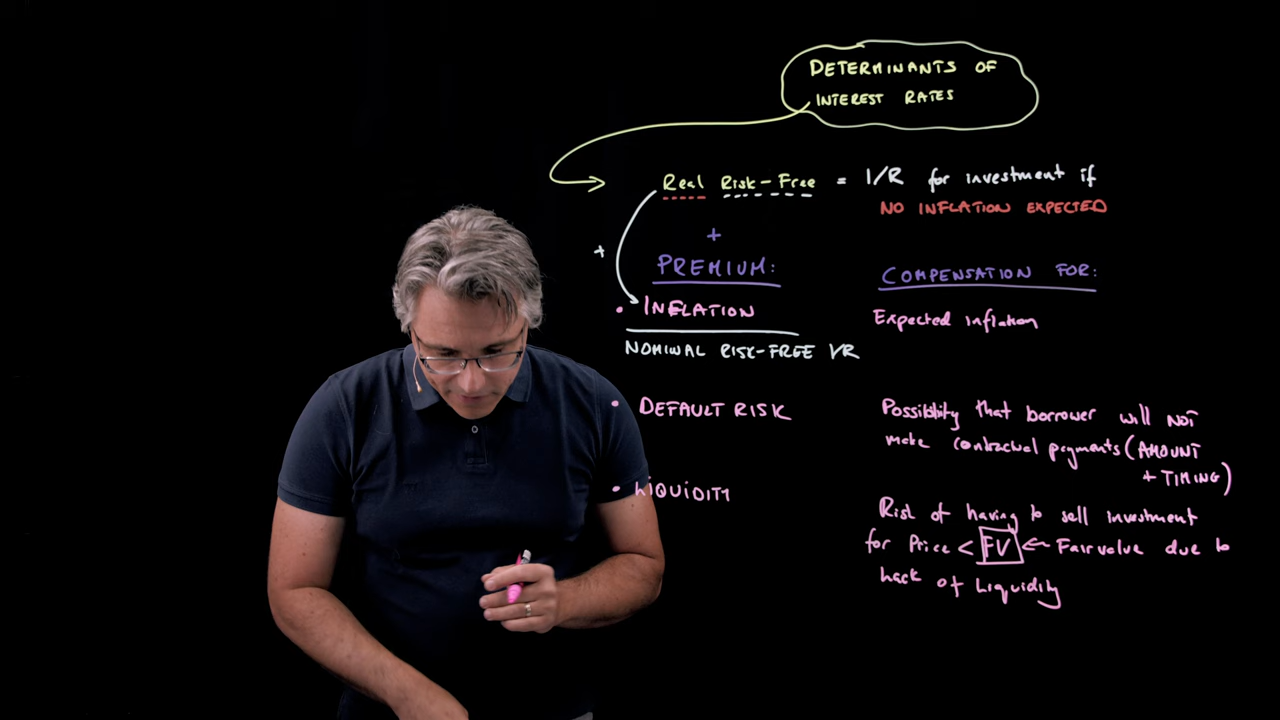 DETERMINANTS OF
INTEREST RATES
Real Risk-Free = I/R for investment if
NO INFLATION EXPECTED
+
+
PREMIUM:
COMPENSATION FOR:
• INFLATION
Expected inflation
NOMINAL RISK-FREE I/R
• DEFAULT RISK
Possibility that borrower will NOT
make contractual payments (AMOUNT
+ TIMING)
• LIQUIDITY
Risk of having to sell investment
for Price < FV ← Fair value due to
Lack of Liquidity